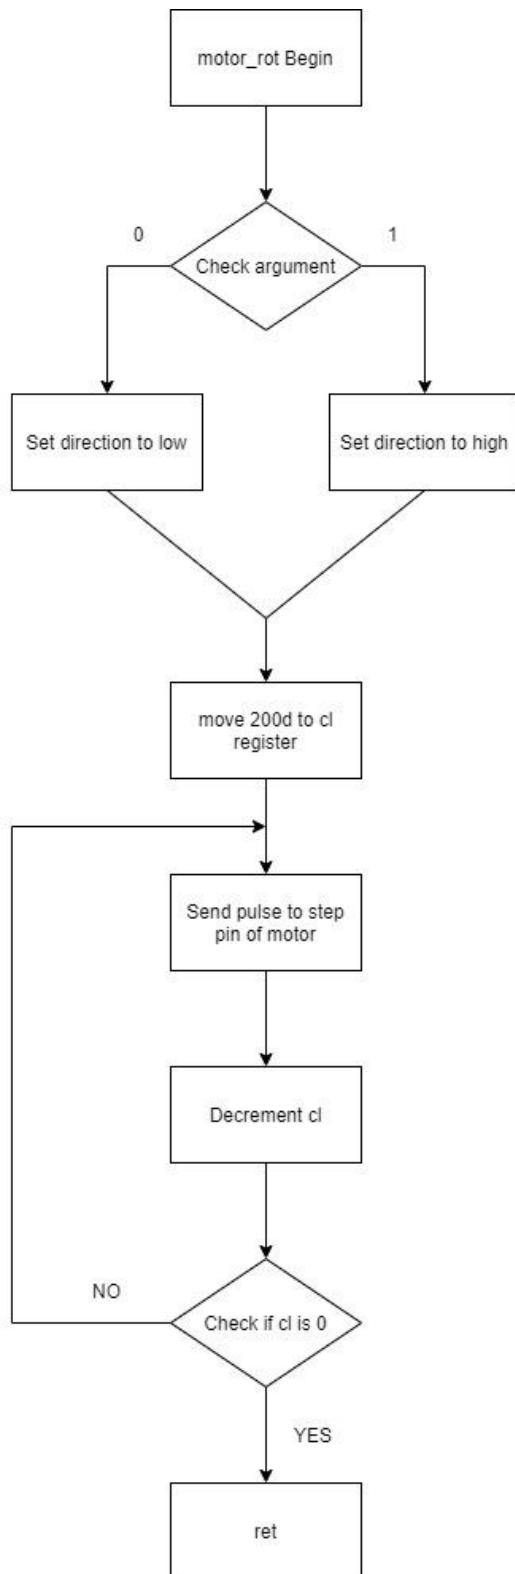 motor_rot Begin
0
1
Check argument
Set direction to low
Set direction to high
move 200d to cl
register
Send pulse to step
pin of motor
Decrement cl
NO
Check if cl is 0
YES
ret